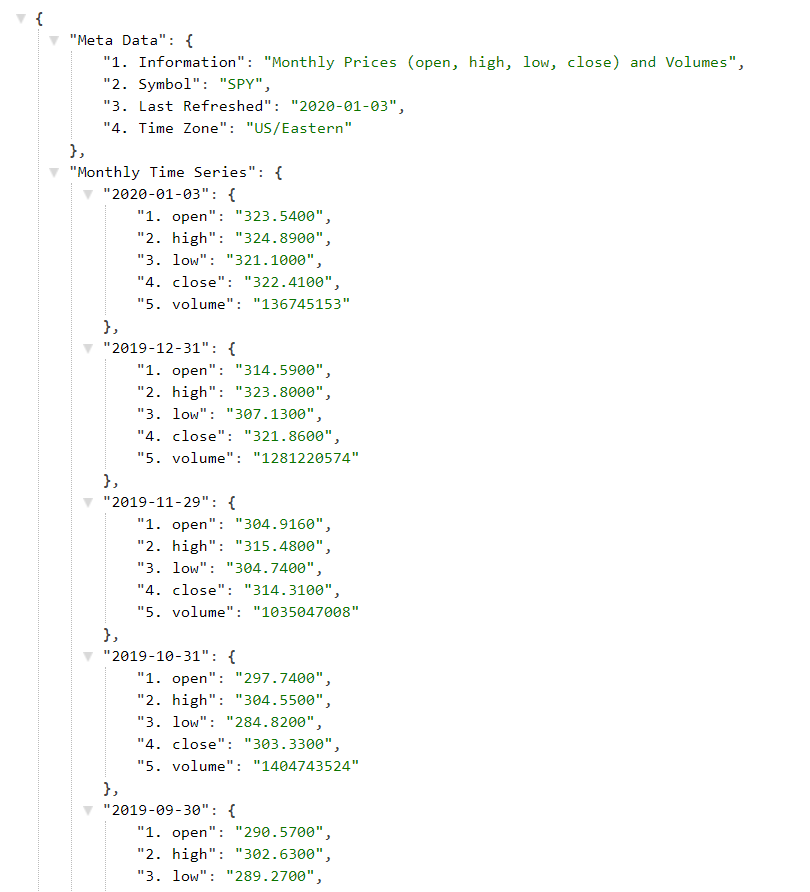 {
"Meta Data": {
"1. Information": "Monthly Prices (open, high, low, close) and Volumes",
"2. Symbol": "SPY",
"3. Last Refreshed": "2020-01-03",
"4. Time Zone": "US/Eastern"
},
"Monthly Time Series": {
"2020-01-03": {
"1. open": "323.5400",
"2. high": "324.8900",
"3. low": "321.1000",
"4. close": "322.4100",
"5. volume": "136745153"
},
"2019-12-31": {
"1. open": "314.5900",
"2. high": "323.8000",
"3. low": "307.1300",
"4. close": "321.8600",
"5. volume": "1281220574"
},
"2019-11-29": {
"1. open": "304.9160",
"2. high": "315.4800",
"3. low": "304.7400",
"4. close": "314.3100",
"5. volume": "1035047008"
},
"2019-10-31": {
"1. open": "297.7400",
"2. high": "304.5500",
"3. low": "284.8200",
"4. close": "303.3300",
"5. volume": "1404743524"
},
"2019-09-30": {
"1. open": "290.5700",
"2. high": "302.6300",
"3. low": "289.2700",